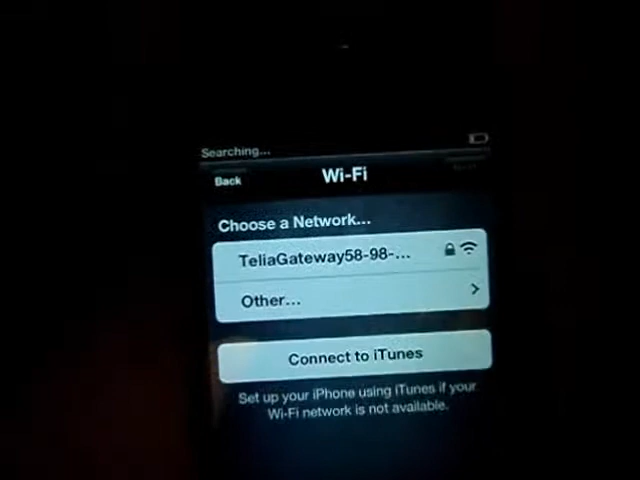 Searching...
Back
Wi-Fi
Choose a Network...
TeliaGateway58-98-...
Other...
Connect to iTunes
Set up your iPhone using iTunes if your
Wi-Fi network is not available.